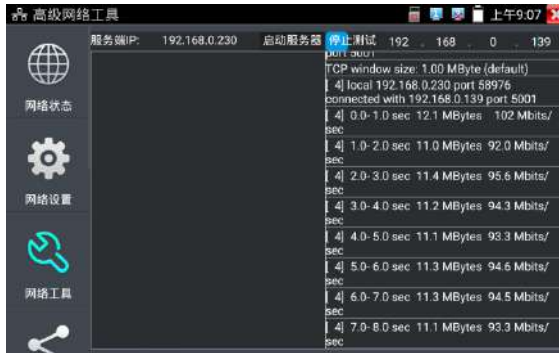 高级网络工具
上午9:07
服务端IP: 192.168.0.230 启动服务器 停止测试 192 . 168 . 0 . 139
port 5001
TCP window size: 1.00 MByte (default)
[ 4] local 192.168.0.230 port 58976
connected with 192.168.0.139 port 5001
[ 4] 0.0- 1.0 sec 12.1 MBytes 102 Mbits/
sec
[ 4] 1.0- 2.0 sec 11.0 MBytes 92.0 Mbits/
sec
[ 4] 2.0- 3.0 sec 11.4 MBytes 95.6 Mbits/
sec
[ 4] 3.0- 4.0 sec 11.2 MBytes 94.3 Mbits/
sec
[ 4] 4.0- 5.0 sec 11.1 MBytes 93.3 Mbits/
sec
[ 4] 5.0- 6.0 sec 11.3 MBytes 94.6 Mbits/
sec
[ 4] 6.0- 7.0 sec 11.3 MBytes 94.5 Mbits/
sec
[ 4] 7.0- 8.0 sec 11.1 MBytes 93.3 Mbits/
sec
网络状态
网络设置
网络工具